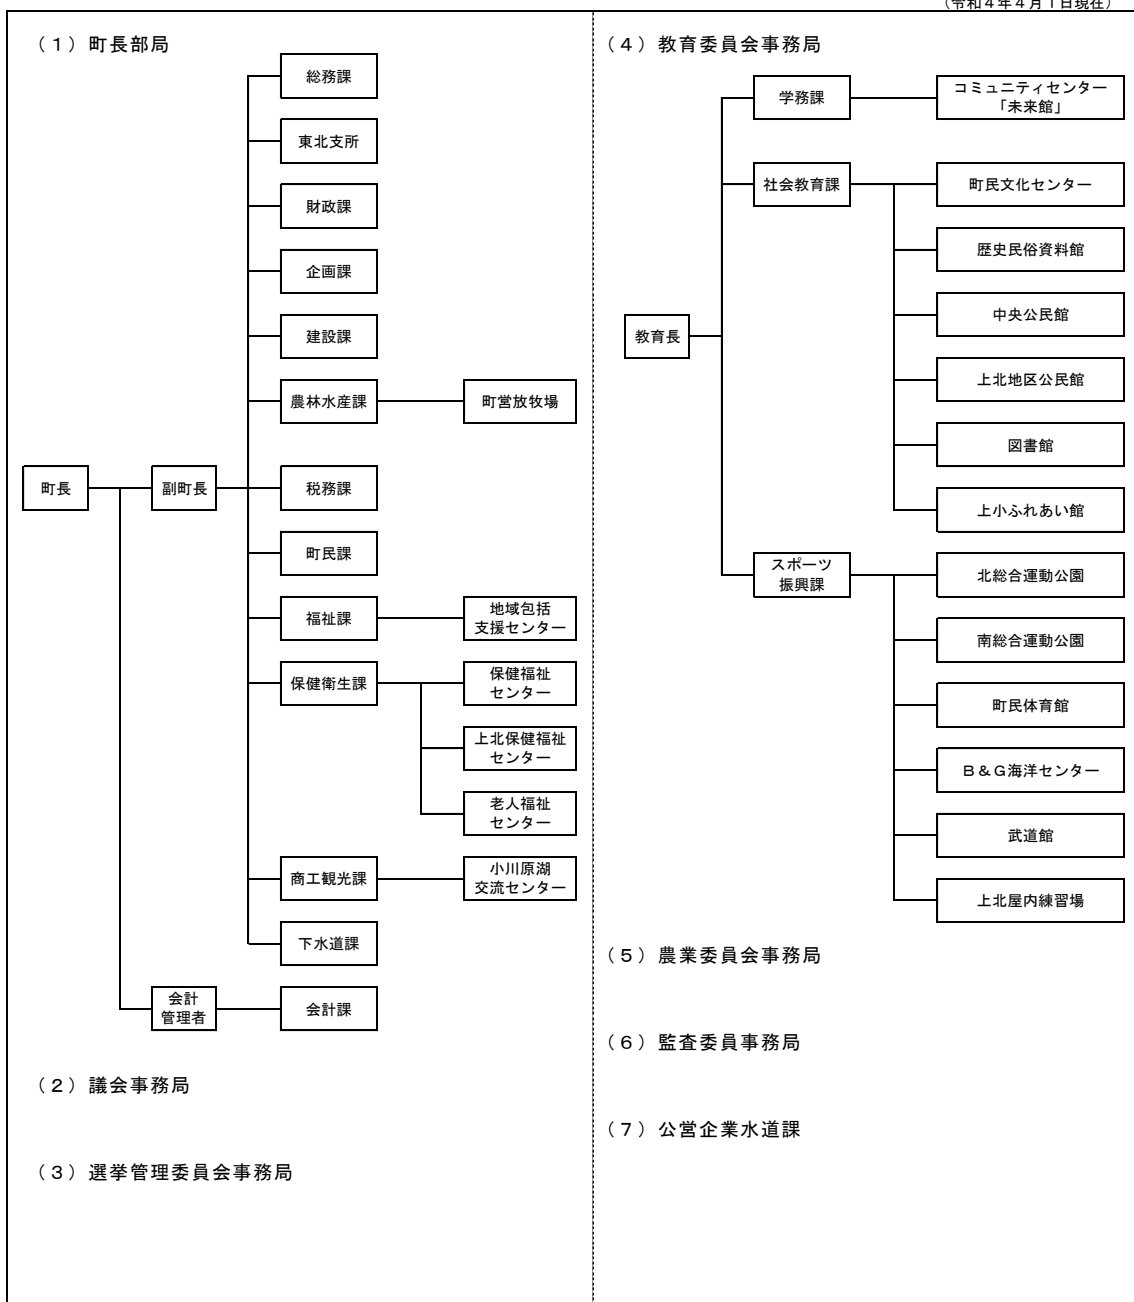 （令和４年４月１日現在）
（１）町長部局
総務課
東北支所
財政課
企画課
建設課
農林水産課
町営放牧場
町長
副町長
税務課
町民課
福祉課
地域包括
支援センター
保健衛生課
保健福祉
センター
上北保健福祉
センター
老人福祉
センター
商工観光課
小川原湖
交流センター
下水道課
会計
管理者
会計課
（２）議会事務局
（３）選挙管理委員会事務局
（４）教育委員会事務局
学務課
コミュニティセンター
「未来館」
社会教育課
町民文化センター
歴史民俗資料館
中央公民館
教育長
上北地区公民館
図書館
上小ふれあい館
スポーツ
振興課
北総合運動公園
南総合運動公園
町民体育館
Ｂ＆Ｇ海洋センター
武道館
上北屋内練習場
（５）農業委員会事務局
（６）監査委員事務局
（７）公営企業水道課